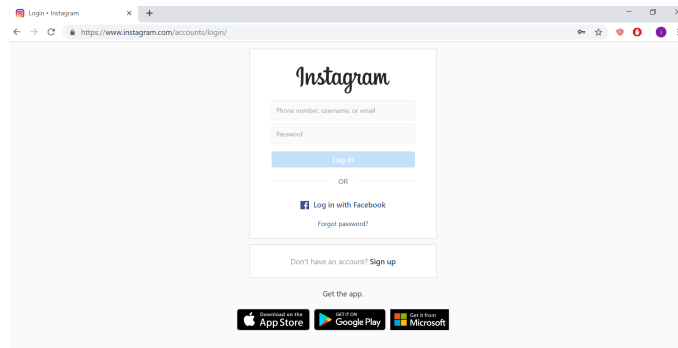 Login • Instagram
https://www.instagram.com/accounts/login/
Instagram
Phone number, username, or email
Password
Log in
OR
Log in with Facebook
Forgot password?
Don't have an account? Sign up
Get the app.
Download on the
App Store
GET IT ON
Google Play
Get it from
Microsoft